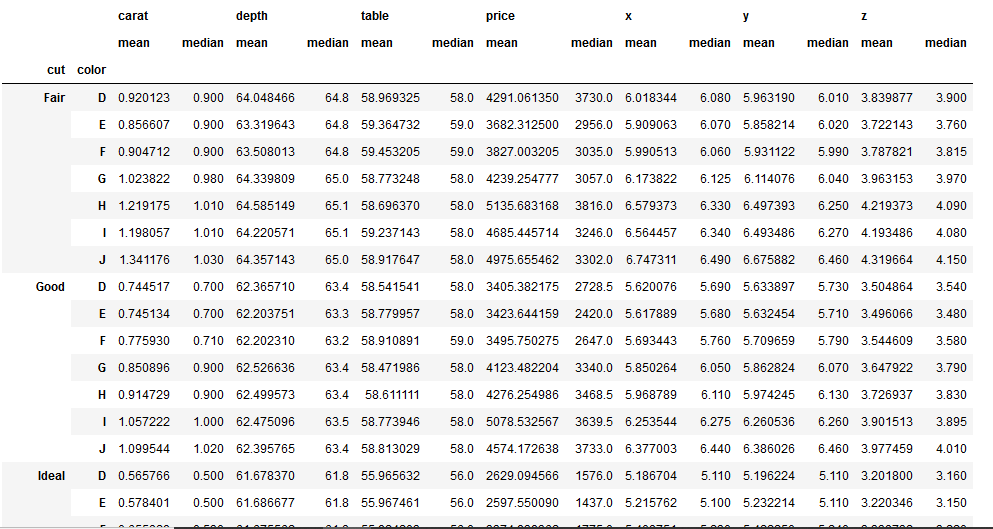 carat depth table price x y z
mean median mean median mean median mean median mean median mean median mean median
cut color
Fair D 0.920123 0.900 64.048466 64.8 58.969325 58.0 4291.061350 3730.0 6.018344 6.080 5.963190 6.010 3.839877 3.900
E 0.856607 0.900 63.319643 64.8 59.364732 59.0 3682.312500 2956.0 5.909063 6.070 5.858214 6.020 3.722143 3.760
F 0.904712 0.900 63.508013 64.8 59.453205 59.0 3827.003205 3035.0 5.990513 6.060 5.931122 5.990 3.787821 3.815
G 1.023822 0.980 64.339809 65.0 58.773248 58.0 4239.254777 3057.0 6.173822 6.125 6.114076 6.040 3.963153 3.970
H 1.219175 1.010 64.585149 65.1 58.696370 58.0 5135.683168 3816.0 6.579373 6.330 6.497393 6.250 4.219373 4.090
I 1.198057 1.010 64.220571 65.1 59.237143 58.0 4685.445714 3246.0 6.564457 6.340 6.493486 6.270 4.193486 4.080
J 1.341176 1.030 64.357143 65.0 58.917647 58.0 4975.655462 3302.0 6.747311 6.490 6.675882 6.460 4.319664 4.150
Good D 0.744517 0.700 62.365710 63.4 58.541541 58.0 3405.382175 2728.5 5.620076 5.690 5.633897 5.730 3.504864 3.540
E 0.745134 0.700 62.203751 63.3 58.779957 58.0 3423.644159 2420.0 5.617889 5.680 5.632454 5.710 3.496066 3.480
F 0.775930 0.710 62.202310 63.2 58.910891 59.0 3495.750275 2647.0 5.693443 5.760 5.709659 5.790 3.544609 3.580
G 0.850896 0.900 62.526636 63.4 58.471986 58.0 4123.482204 3340.0 5.850264 6.050 5.862824 6.070 3.647922 3.790
H 0.914729 0.900 62.499573 63.4 58.611111 58.0 4276.254986 3468.5 5.968789 6.110 5.974245 6.130 3.726937 3.830
I 1.057222 1.000 62.475096 63.5 58.773946 58.0 5078.532567 3639.5 6.253544 6.275 6.260536 6.260 3.901513 3.895
J 1.099544 1.020 62.395765 63.4 58.813029 58.0 4574.172638 3733.0 6.377003 6.440 6.386026 6.460 3.977459 4.010
Ideal D 0.565766 0.500 61.678370 61.8 55.965632 56.0 2629.094566 1576.0 5.186704 5.110 5.196224 5.110 3.201800 3.160
E 0.578401 0.500 61.686677 61.8 55.967461 56.0 2597.550090 1437.0 5.215762 5.100 5.232214 5.110 3.220346 3.150